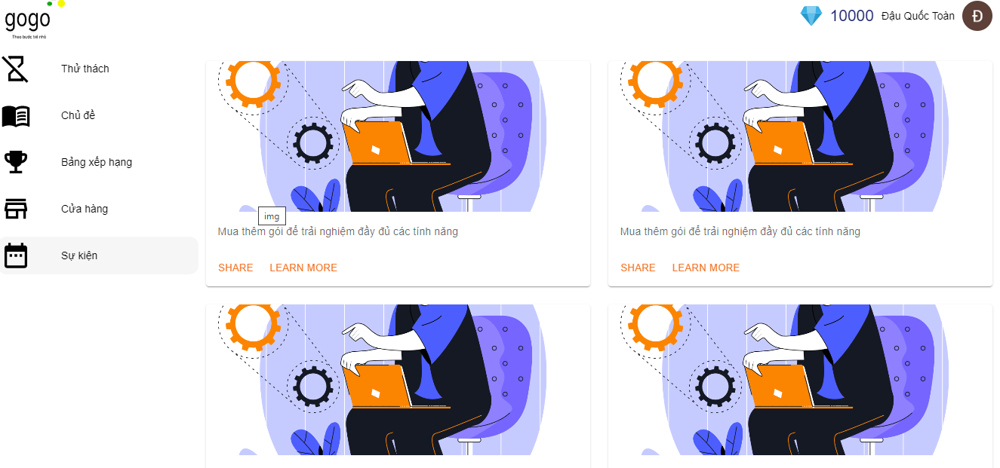 gogo
Theo bước trẻ nhỏ
10000 Đậu Quốc Toàn Đ
Thử thách
Chủ đề
Bảng xếp hạng
Cửa hàng
Sự kiện
img
Mua thêm gói để trải nghiệm đầy đủ các tính năng
SHARE LEARN MORE
Mua thêm gói để trải nghiệm đầy đủ các tính năng
SHARE LEARN MORE